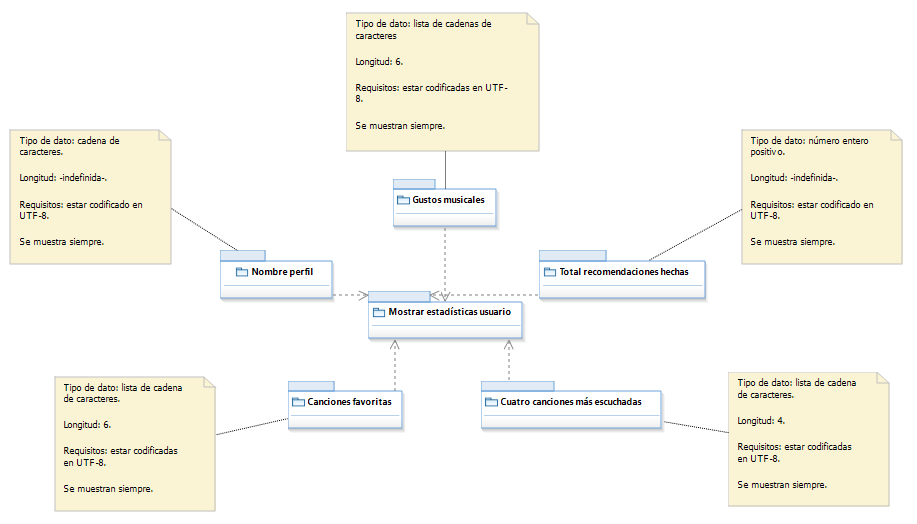 Tipo de dato: lista de cadenas de
caracteres
Longitud: 6.
Requisitos: estar codificadas en UTF-
8.
Se muestran siempre.
Tipo de dato: cadena de
caracteres.
Longitud: -indefinida-.
Requisitos: estar codificado en
UTF-8.
Se muestra siempre.
Tipo de dato: número entero
positivo.
Longitud: -indefinida-.
Requisitos: estar codificado en
UTF-8.
Se muestra siempre.
Gustos musicales
Nombre perfil
Total recomendaciones hechas
Mostrar estadísticas usuario
Canciones favoritas
Cuatro canciones más escuchadas
Tipo de dato: lista de cadena
de caracteres.
Longitud: 6.
Requisitos: estar codificadas
en UTF-8.
Se muestran siempre.
Tipo de dato: lista de cadena
de caracteres.
Longitud: 4.
Requisitos: estar codificadas
en UTF-8.
Se muestran siempre.